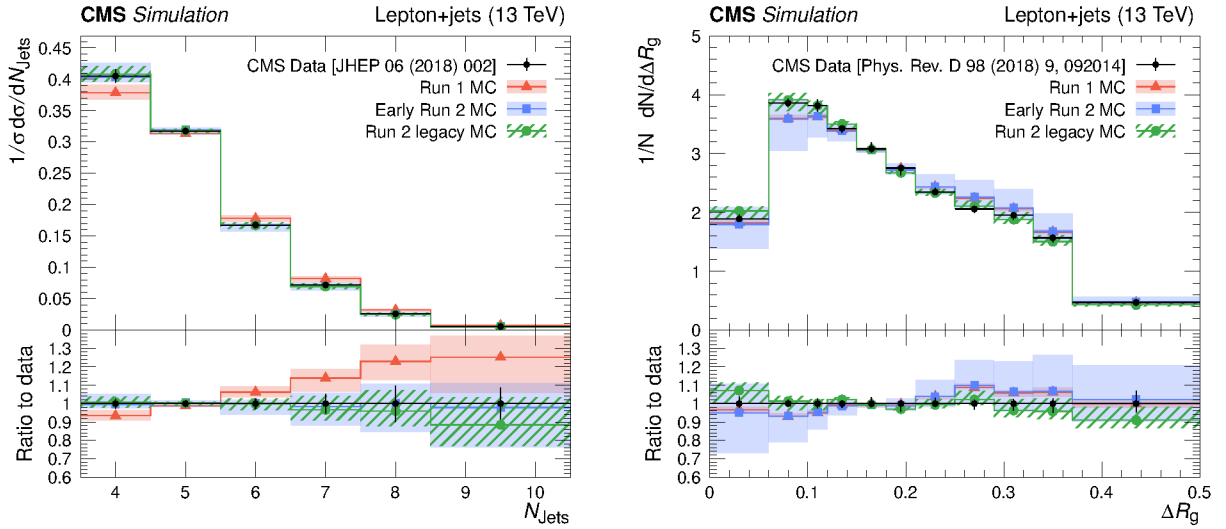 CMS Simulation Lepton+jets (13 TeV)
1/σ dσ/dN_Jets
0.45
0.4
0.35
0.3
0.25
0.2
0.15
0.1
0.05
0
CMS Data [JHEP 06 (2018) 002]
Run 1 MC
Early Run 2 MC
Run 2 legacy MC
Ratio to data
1.3
1.2
1.1
1
0.9
0.8
0.7
0.6
4 5 6 7 8 9 10
N_Jets
CMS Simulation Lepton+jets (13 TeV)
1/N dN/dΔR_g
5
4
3
2
1
0
CMS Data [Phys. Rev. D 98 (2018) 9, 092014]
Run 1 MC
Early Run 2 MC
Run 2 legacy MC
Ratio to data
1.3
1.2
1.1
1
0.9
0.8
0.7
0.6
0 0.1 0.2 0.3 0.4 0.5
ΔR_g